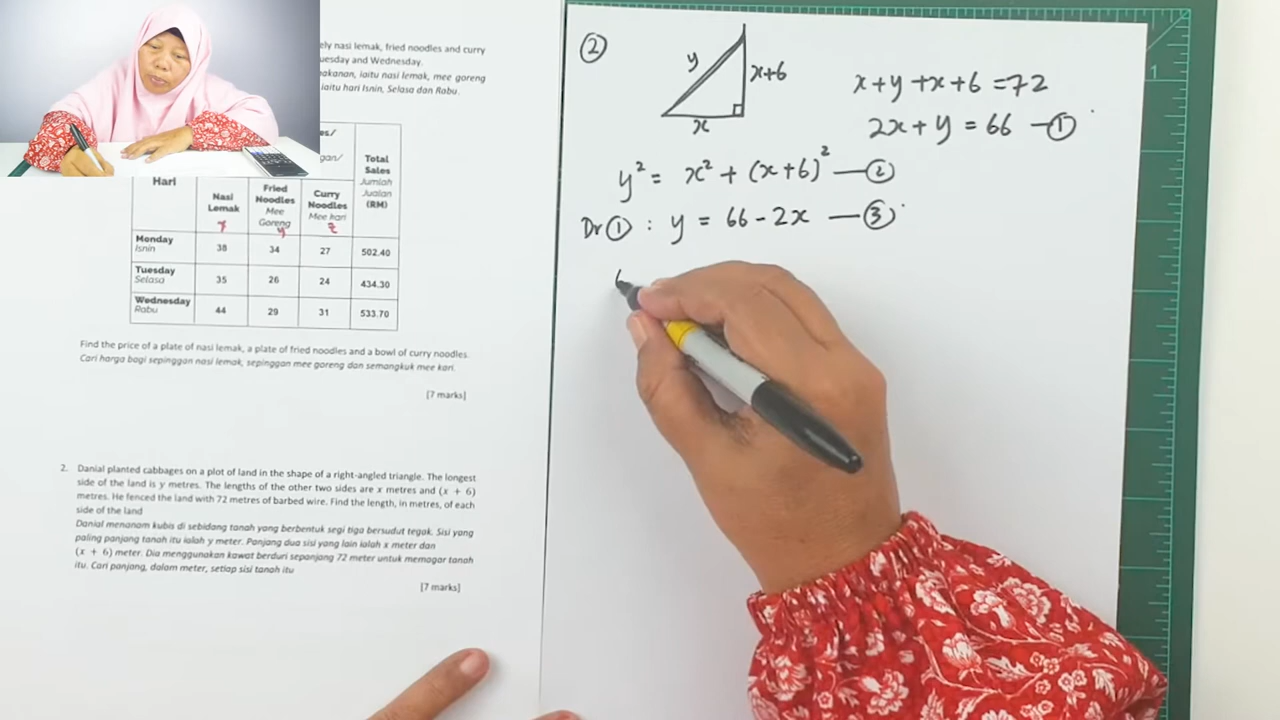 ely nasi lemak, fried noodles and curry
uesday and Wednesday.
akanan, iaitu nasi lemak, mee goreng
iaitu hari Isnin, Selasa dan Rabu.
es/
gan/
Total
Sales
Jumlah
Jualan
(RM)
Hari
Nasi
Lemak
x
Fried
Noodles
Mee
Goreng
y
Curry
Noodles
Mee kari
z
Monday
Isnin
38 34 27 502.40
Tuesday
Selasa
35 26 24 434.30
Wednesday
Rabu
44 29 31 533.70
Find the price of a plate of nasi lemak, a plate of fried noodles and a bowl of curry noodles.
Cari harga bagi sepinggan nasi lemak, sepinggan mee goreng dan semangkuk mee kari.
[7 marks]
2. Danial planted cabbages on a plot of land in the shape of a right-angled triangle. The longest
side of the land is y metres. The lengths of the other two sides are x metres and (x + 6)
metres. He fenced the land with 72 metres of barbed wire. Find the length, in metres, of each
side of the land
Danial menanam kubis di sebidang tanah yang berbentuk segi tiga bersudut tegak. Sisi yang
paling panjang tanah itu ialah y meter. Panjang dua sisi yang lain ialah x meter dan
(x + 6) meter. Dia menggunakan kawat berduri sepanjang 72 meter untuk memagar tanah
itu. Cari panjang, dalam meter, setiap sisi tanah itu
[7 marks]
②
y
x+6
x
x+y+x+6 = 72
2x+y = 66 —①
y² = x² + (x+6)² —②
Dr ① : y = 66 - 2x —③
1